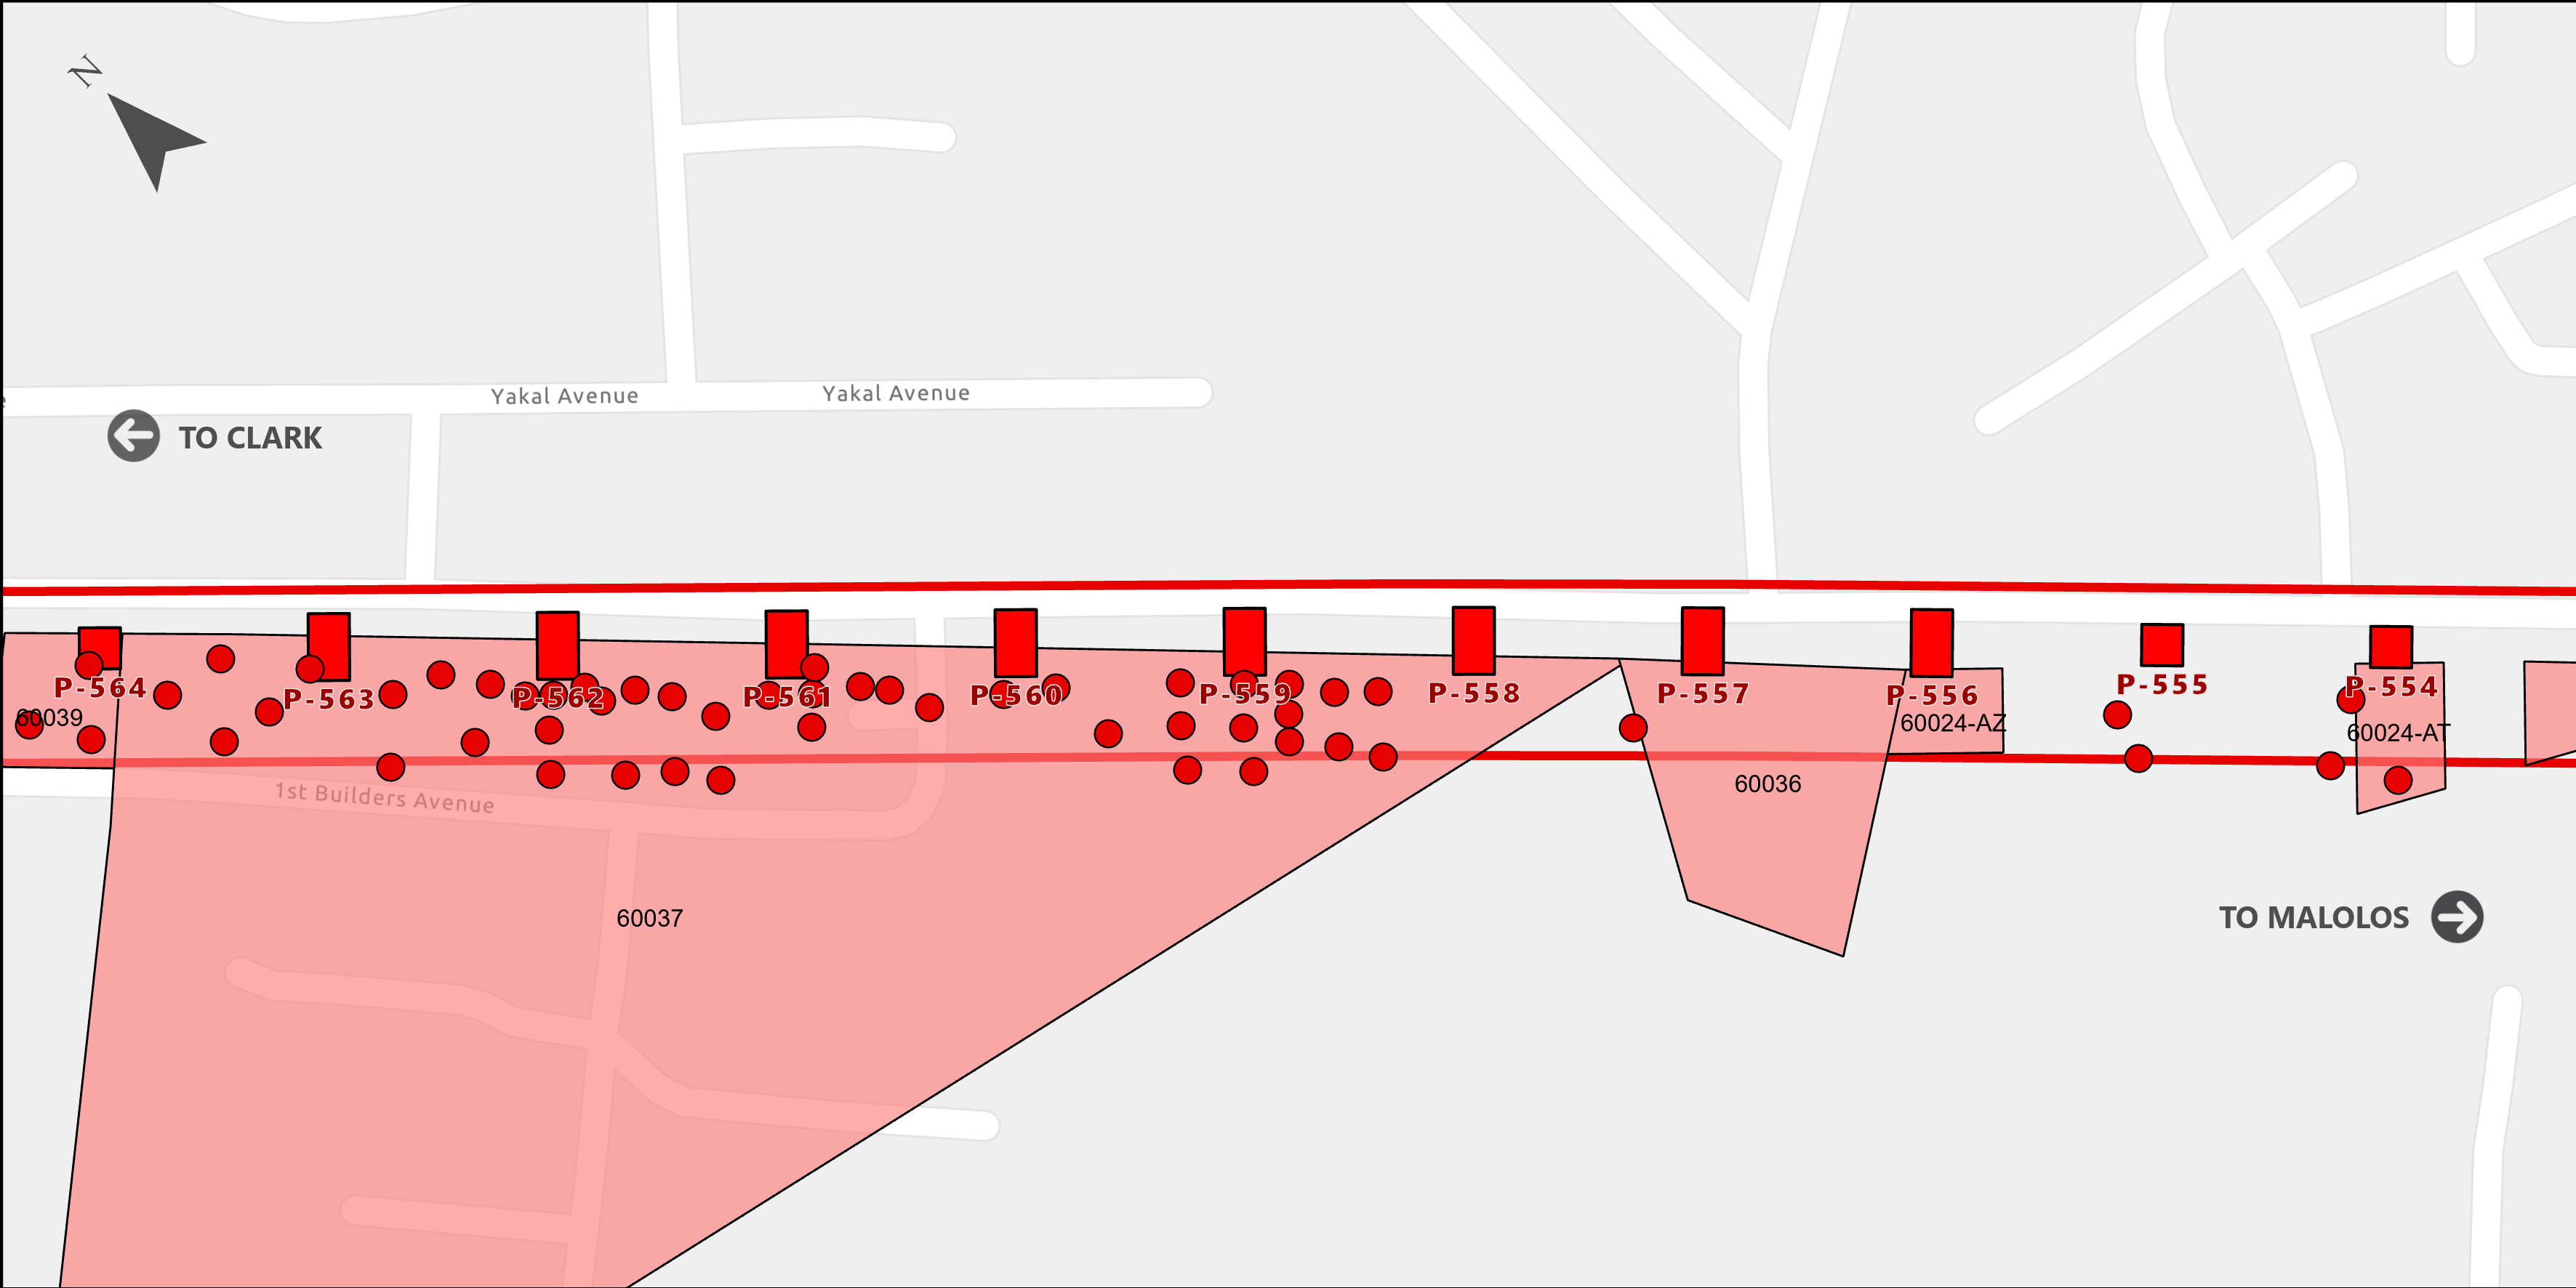 N
Yakal Avenue
Yakal Avenue
TO CLARK
P-564
P-563
P-562
P-561
P-560
P-559
P-558
P-557
P-556
P-555
P-554
60039
60024-AZ
60024-AT
60036
1st Builders Avenue
60037
TO MALOLOS